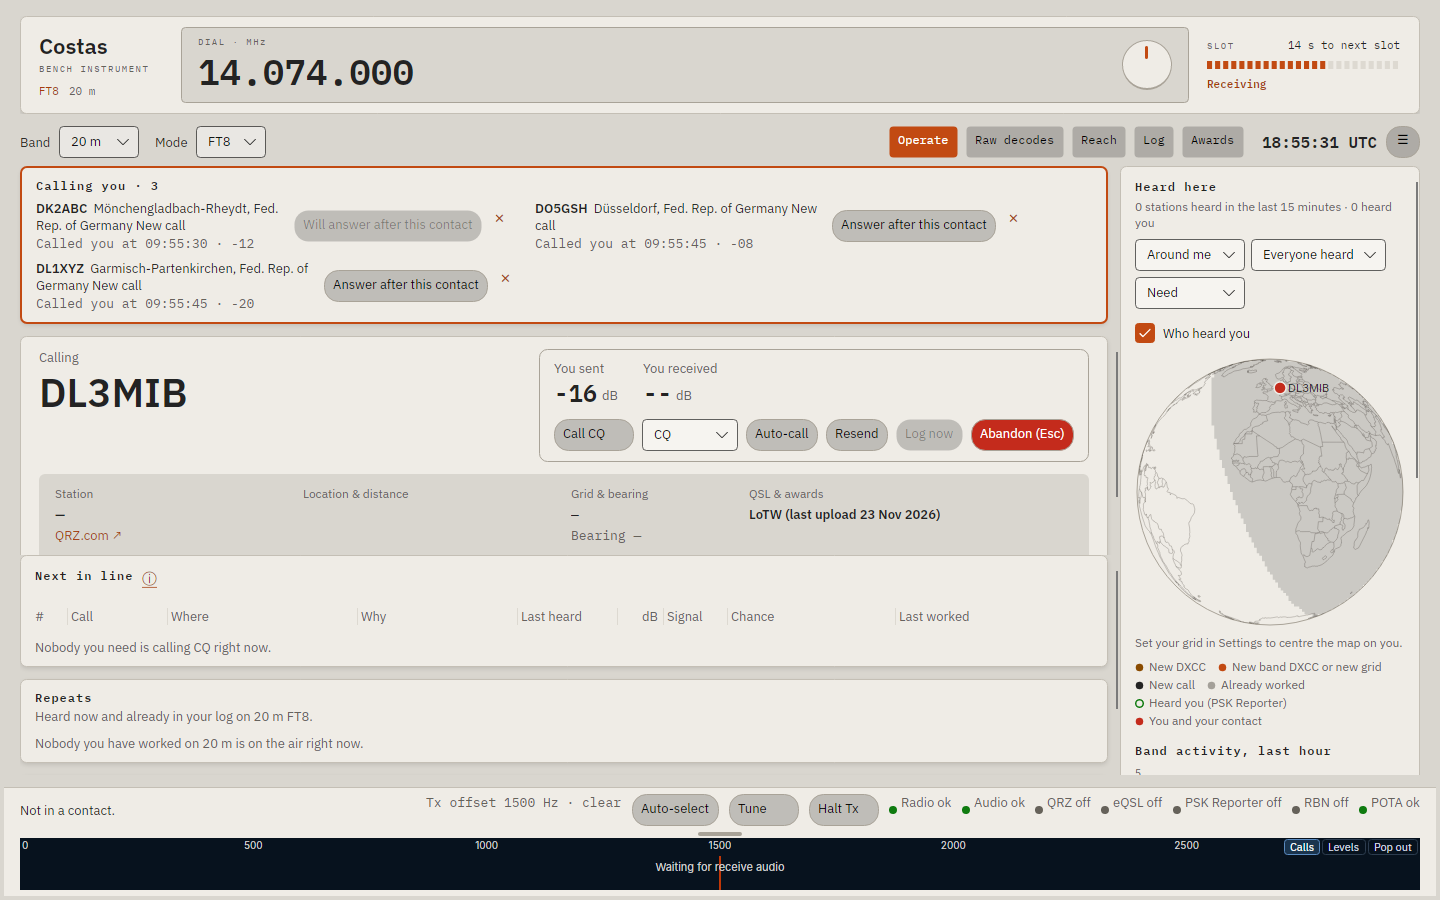 Costas
BENCH INSTRUMENT
FT8 20 m
DIAL · MHz
14.074.000
SLOT 14 s to next slot
Receiving
Band 20 m Mode FT8
Operate Raw decodes Reach Log Awards 18:55:31 UTC ☰
Calling you · 3
DK2ABC Mönchengladbach-Rheydt, Fed.
Rep. of Germany New call
Called you at 09:55:30 · -12
Will answer after this contact ×
DO5GSH Düsseldorf, Fed. Rep. of Germany New
call
Called you at 09:55:45 · -08
Answer after this contact ×
DL1XYZ Garmisch-Partenkirchen, Fed. Rep. of
Germany New call
Called you at 09:55:45 · -20
Answer after this contact ×
Calling
DL3MIB
You sent You received
-16 dB -- dB
Call CQ CQ Auto-call Resend Log now Abandon (Esc)
Station Location & distance Grid & bearing QSL & awards
— – LoTW (last upload 23 Nov 2026)
QRZ.com ↗ Bearing —
Next in line ⓘ
# Call Where Why Last heard dB Signal Chance Last worked
Nobody you need is calling CQ right now.
Repeats
Heard now and already in your log on 20 m FT8.
Nobody you have worked on 20 m is on the air right now.
Heard here
0 stations heard in the last 15 minutes · 0 heard
you
Around me Everyone heard
Need
Who heard you
DL3MIB
Set your grid in Settings to centre the map on you.
New DXCC New band DXCC or new grid
New call Already worked
Heard you (PSK Reporter)
You and your contact
Band activity, last hour
5
Not in a contact.
Tx offset 1500 Hz · clear Auto-select Tune Halt Tx Radio ok Audio ok QRZ off eQSL off PSK Reporter off RBN off POTA ok
0 500 1000 1500 2000 2500 Calls Levels Pop out
Waiting for receive audio